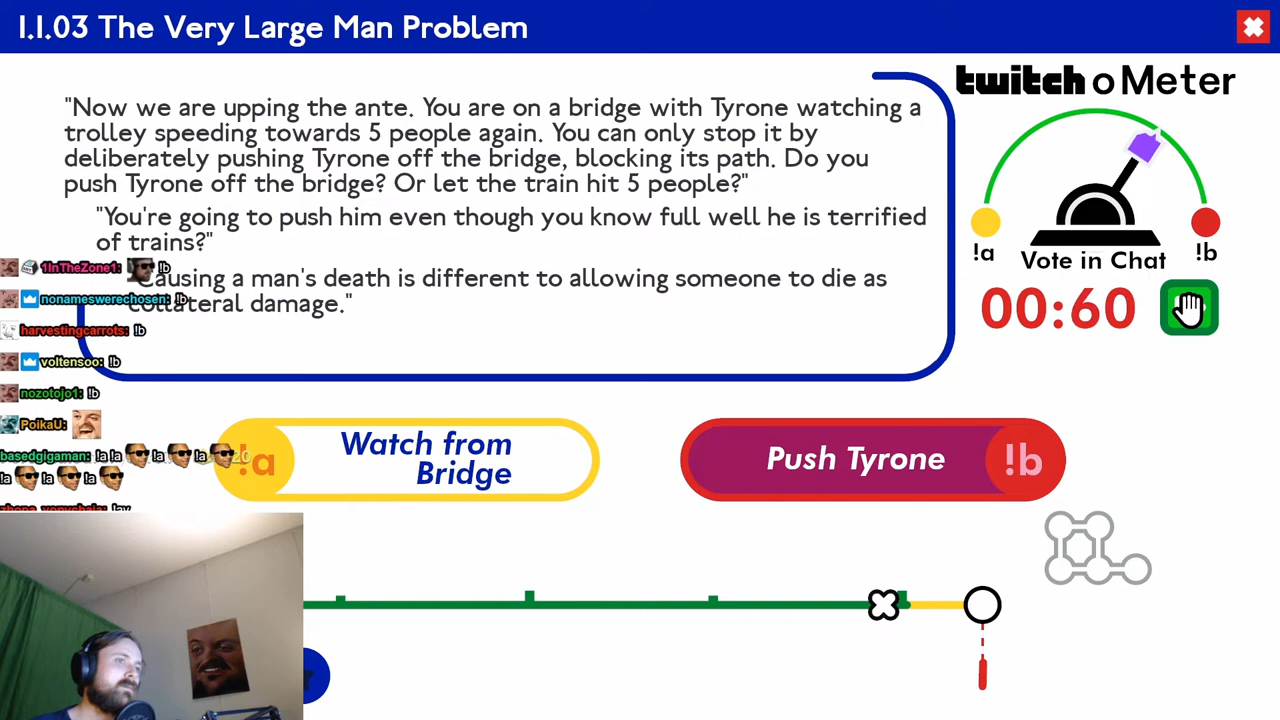 1.1.03 The Very Large Man Problem
"Now we are upping the ante. You are on a bridge with Tyrone watching a
trolley speeding towards 5 people again. You can only stop it by
deliberately pushing Tyrone off the bridge, blocking its path. Do you
push Tyrone off the bridge? Or let the train hit 5 people?"
"You're going to push him even though you know full well he is terrified
of trains?"
Causing a man's death is different to allowing someone to die as
collateral damage."
twitch o Meter
!a
Vote in Chat
!b
00:60
1InTheZone1: !b
nonameswerechosen: !b
harvestingcarrots: !b
voltensoo: !b
nozotojo1: !b
PoikaU:
basedgigaman: !a !a !a !a
!a !a !a
!a
Watch from
Bridge
Push Tyrone
!b